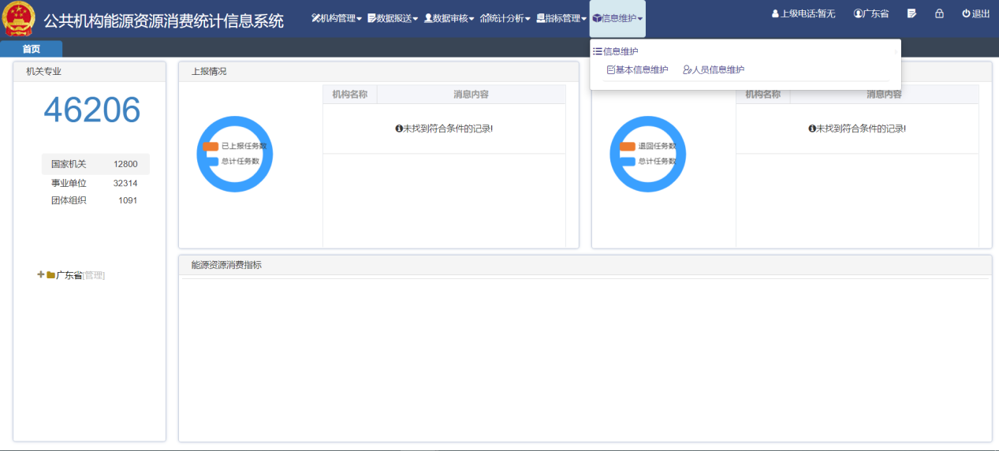 公共机构能源资源消费统计信息系统
机构管理 数据报送 数据审核 统计分析 指标管理 信息维护
上级电话:暂无 广东省 退出
首页
信息维护
基本信息维护 人员信息维护
机关专业
46206
国家机关 12800
事业单位 32314
团体组织 1091
广东省[管理]
上报情况
机构名称 消息内容
未找到符合条件的记录!
已上报任务数
总计任务数
机构名称 消息内容
未找到符合条件的记录!
退回任务数
总计任务数
能源资源消费指标